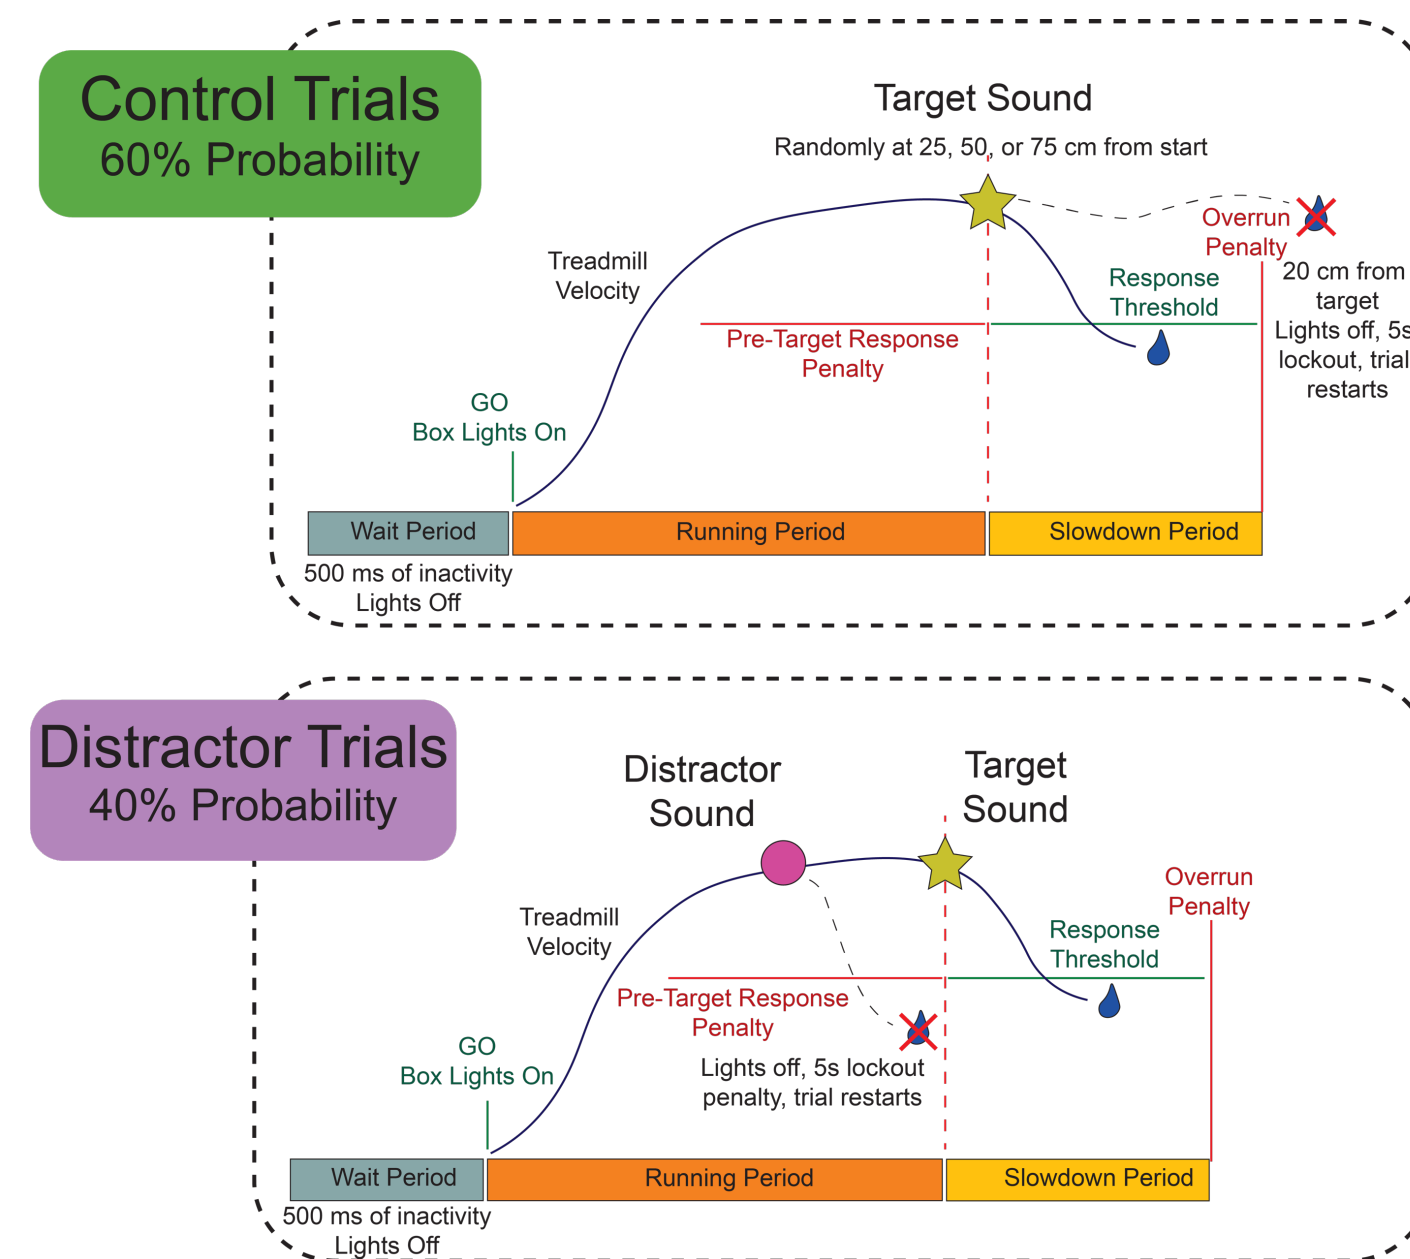 Control Trials
60% Probability
Target Sound
Randomly at 25, 50, or 75 cm from start
Treadmill
Velocity
Overrun
Penalty
20 cm from
target
Lights off, 5s
lockout, trial
restarts
Response
Threshold
Pre-Target Response
Penalty
GO
Box Lights On
Wait Period
Running Period
Slowdown Period
500 ms of inactivity
Lights Off
Distractor Trials
40% Probability
Distractor
Sound
Target
Sound
Treadmill
Velocity
Overrun
Penalty
Response
Threshold
Pre-Target Response
Penalty
Lights off, 5s lockout
penalty, trial restarts
GO
Box Lights On
Wait Period
Running Period
Slowdown Period
500 ms of inactivity
Lights Off